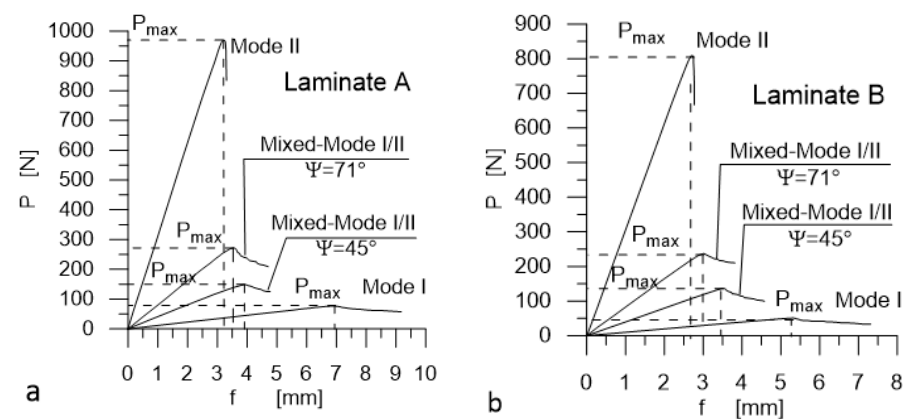 1000
900
800
700
600
500
400
300
200
100
0
P [N]
Pmax
Mode II
Laminate A
Mixed-Mode I/II
Ψ=71°
Mixed-Mode I/II
Ψ=45°
Pmax
Pmax
Pmax
Mode I
0 1 2 3 4 5 6 7 8 9 10
f [mm]
a
900
800
700
600
500
400
300
200
100
0
P [N]
Pmax
Mode II
Laminate B
Mixed-Mode I/II
Ψ=71°
Mixed-Mode I/II
Ψ=45°
Pmax
Pmax
Pmax
Mode I
0 1 2 3 4 5 6 7 8
f [mm]
b